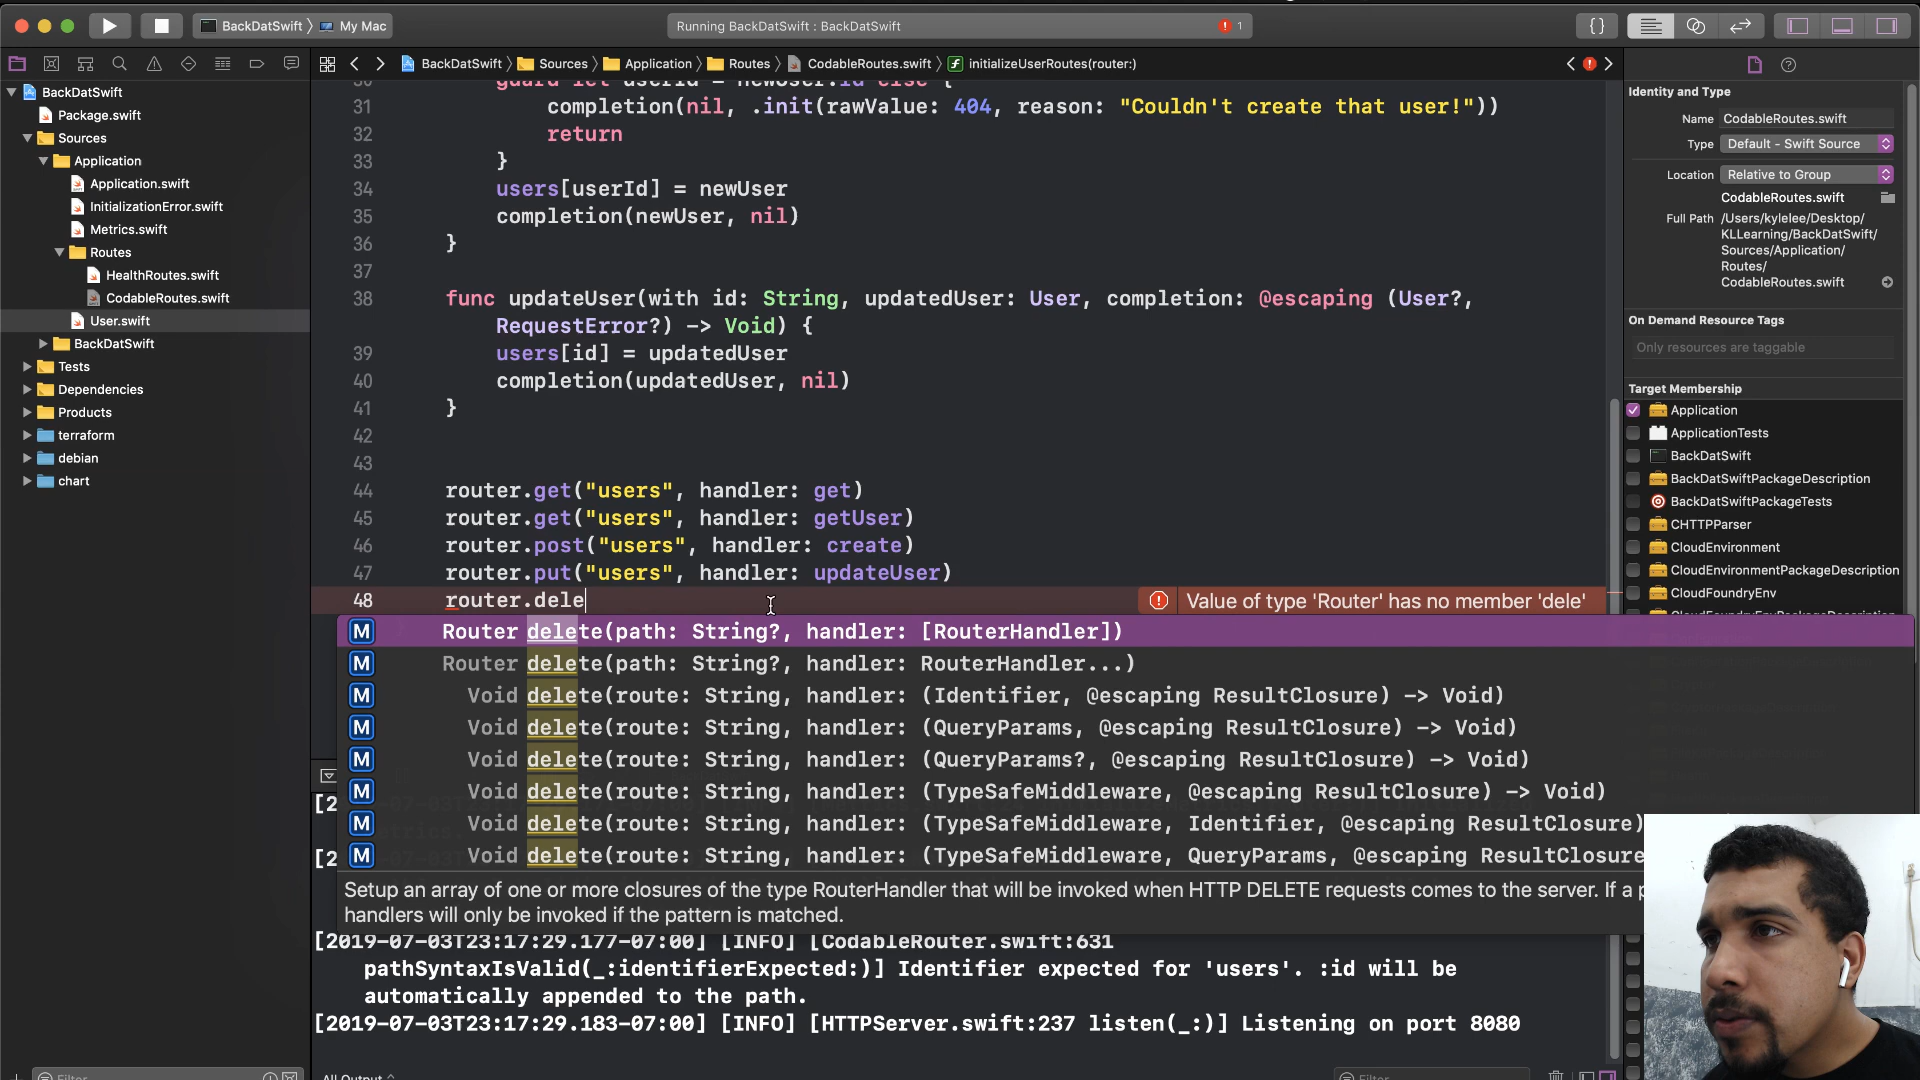 BackDatSwift
My Mac
Running BackDatSwift : BackDatSwift
1
{}
BackDatSwift
Sources
Application
Routes
CodableRoutes.swift
initializeUserRoutes(router:)
BackDatSwift
Package.swift
Sources
Application
Application.swift
InitializationError.swift
Metrics.swift
Routes
HealthRoutes.swift
CodableRoutes.swift
User.swift
BackDatSwift
Tests
Dependencies
Products
terraform
debian
chart
Filter
30 guard let userId = newUser.id else {
31 completion(nil, .init(rawValue: 404, reason: "Couldn't create that user!"))
32 return
33 }
34 users[userId] = newUser
35 completion(newUser, nil)
36 }
37
38 func updateUser(with id: String, updatedUser: User, completion: @escaping (User?,
RequestError?) -> Void) {
39 users[id] = updatedUser
40 completion(updatedUser, nil)
41 }
42
43
44 router.get("users", handler: get)
45 router.get("users", handler: getUser)
46 router.post("users", handler: create)
47 router.put("users", handler: updateUser)
48 router.dele
Value of type 'Router' has no member 'dele'
M Router delete(path: String?, handler: [RouterHandler])
M Router delete(path: String?, handler: RouterHandler...)
M Void delete(route: String, handler: (Identifier, @escaping ResultClosure) -> Void)
M Void delete(route: String, handler: (QueryParams, @escaping ResultClosure) -> Void)
M Void delete(route: String, handler: (QueryParams?, @escaping ResultClosure) -> Void)
M Void delete(route: String, handler: (TypeSafeMiddleware, @escaping ResultClosure) -> Void)
M Void delete(route: String, handler: (TypeSafeMiddleware, Identifier, @escaping ResultClosure)
M Void delete(route: String, handler: (TypeSafeMiddleware, QueryParams, @escaping ResultClosure
Setup an array of one or more closures of the type RouterHandler that will be invoked when HTTP DELETE requests comes to the server. If a p
handlers will only be invoked if the pattern is matched.
[2019-07-03T23:17:29.177-07:00] [INFO] [CodableRouter.swift:631
pathSyntaxIsValid(_:identifierExpected:)] Identifier expected for 'users'. :id will be
automatically appended to the path.
[2019-07-03T23:17:29.183-07:00] [INFO] [HTTPServer.swift:237 listen(_:)] Listening on port 8080
All Output
Filter
Identity and Type
Name CodableRoutes.swift
Type Default - Swift Source
Location Relative to Group
CodableRoutes.swift
Full Path /Users/kylelee/Desktop/
KLLearning/BackDatSwift/
Sources/Application/
Routes/
CodableRoutes.swift
On Demand Resource Tags
Only resources are taggable
Target Membership
Application
ApplicationTests
BackDatSwift
BackDatSwiftPackageDescription
BackDatSwiftPackageTests
CHTTPParser
CloudEnvironment
CloudEnvironmentPackageDescription
CloudFoundryEnv